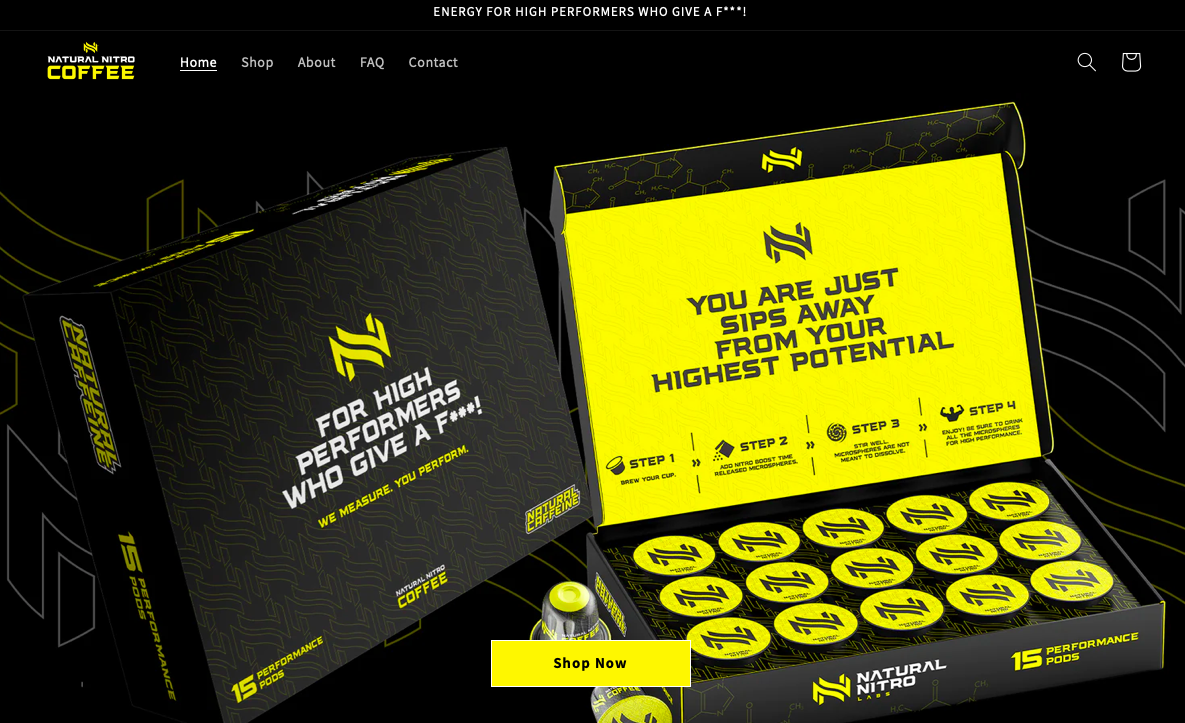 ENERGY FOR HIGH PERFORMERS WHO GIVE A F***!
NATURAL NITRO
COFFEE
Home
Shop
About
FAQ
Contact
NATURAL
CAFFEINE
FOR HIGH
PERFORMERS
WHO GIVE A F***!
WE MEASURE. YOU PERFORM.
NATURAL
CAFFEINE
NATURAL NITRO
COFFEE
15 PERFORMANCE
PODS
15 PERFORMANCE
PODS
YOU ARE JUST
SIPS AWAY
FROM YOUR
HIGHEST POTENTIAL
STEP 1
BREW YOUR CUP.
STEP 2
ADD NITRO BOOST TIME
RELEASED MICROSPHERES.
STEP 3
STIR WELL.
MICROSPHERES ARE NOT
MEANT TO DISSOLVE.
STEP 4
ENJOY! BE SURE TO DRINK
ALL THE MICROSPHERES
FOR HIGH PERFORMANCE.
Shop Now
NATURAL
NITRO
LABS
15 PERFORMANCE
PODS